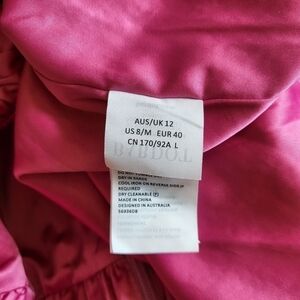 AUS/UK 12
US 8/M EUR 40
CN 170/92A L
BARDOT
DO NOT TUMBLE DRY
DRY IN SHADE
COOL IRON ON REVERSE SIDE IF
REQUIRED
DRY CLEANABLE (P)
MADE IN CHINA
DESIGNED IN AUSTRALIA